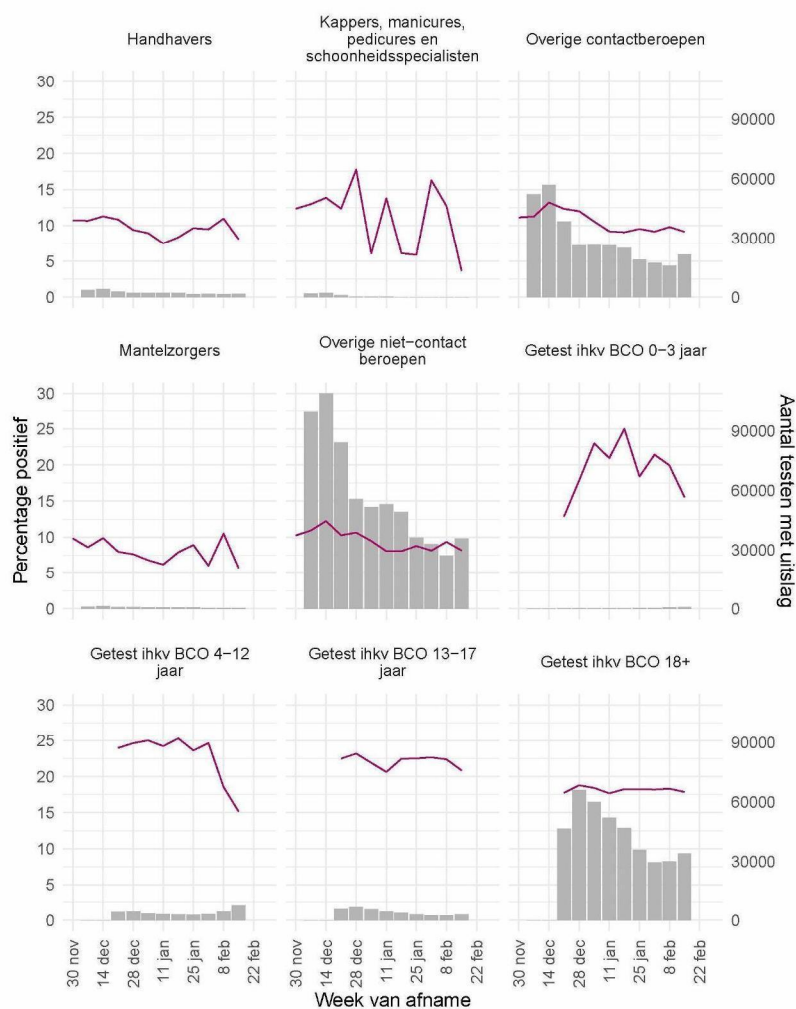 Handhavers
Kappers, manicures,
pedicures en
schoonheidsspecialisten
Overige contactberoepen
30
25
20
15
10
5
0
90000
60000
30000
0
Mantelzorgers
Overige niet−contact
beroepen
Getest ihkv BCO 0−3 jaar
Percentage positief
30
25
20
15
10
5
0
90000
60000
30000
0
Aantal testen met uitslag
Getest ihkv BCO 4−12
jaar
Getest ihkv BCO 13−17
jaar
Getest ihkv BCO 18+
30
25
20
15
10
5
0
90000
60000
30000
0
30 nov
14 dec
28 dec
11 jan
25 jan
8 feb
22 feb
30 nov
14 dec
28 dec
11 jan
25 jan
8 feb
22 feb
30 nov
14 dec
28 dec
11 jan
25 jan
8 feb
22 feb
Week van afname